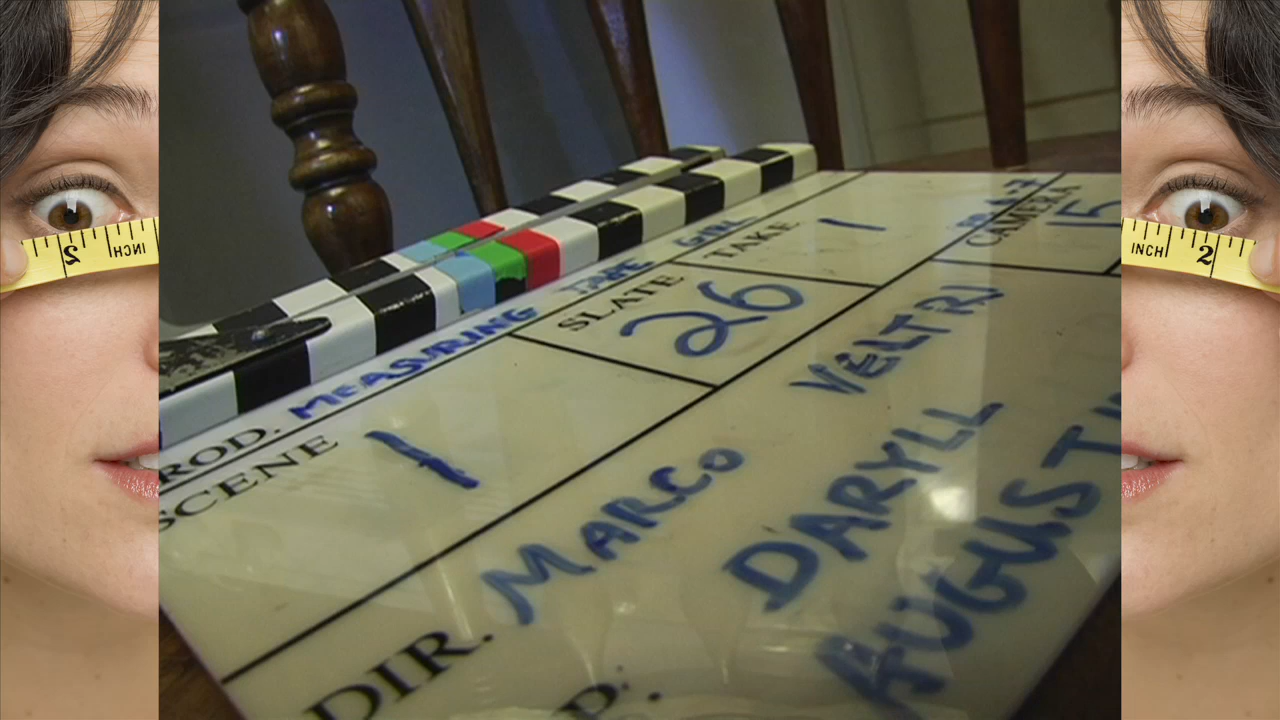 PROD. MEASURING TAPE GIRL
SCENE 1
SLATE 26
TAKE 1
CAMERA 15
DIR. MARCO VELTRI
DARYLL
AUGUST
INCH 2
INCH 2